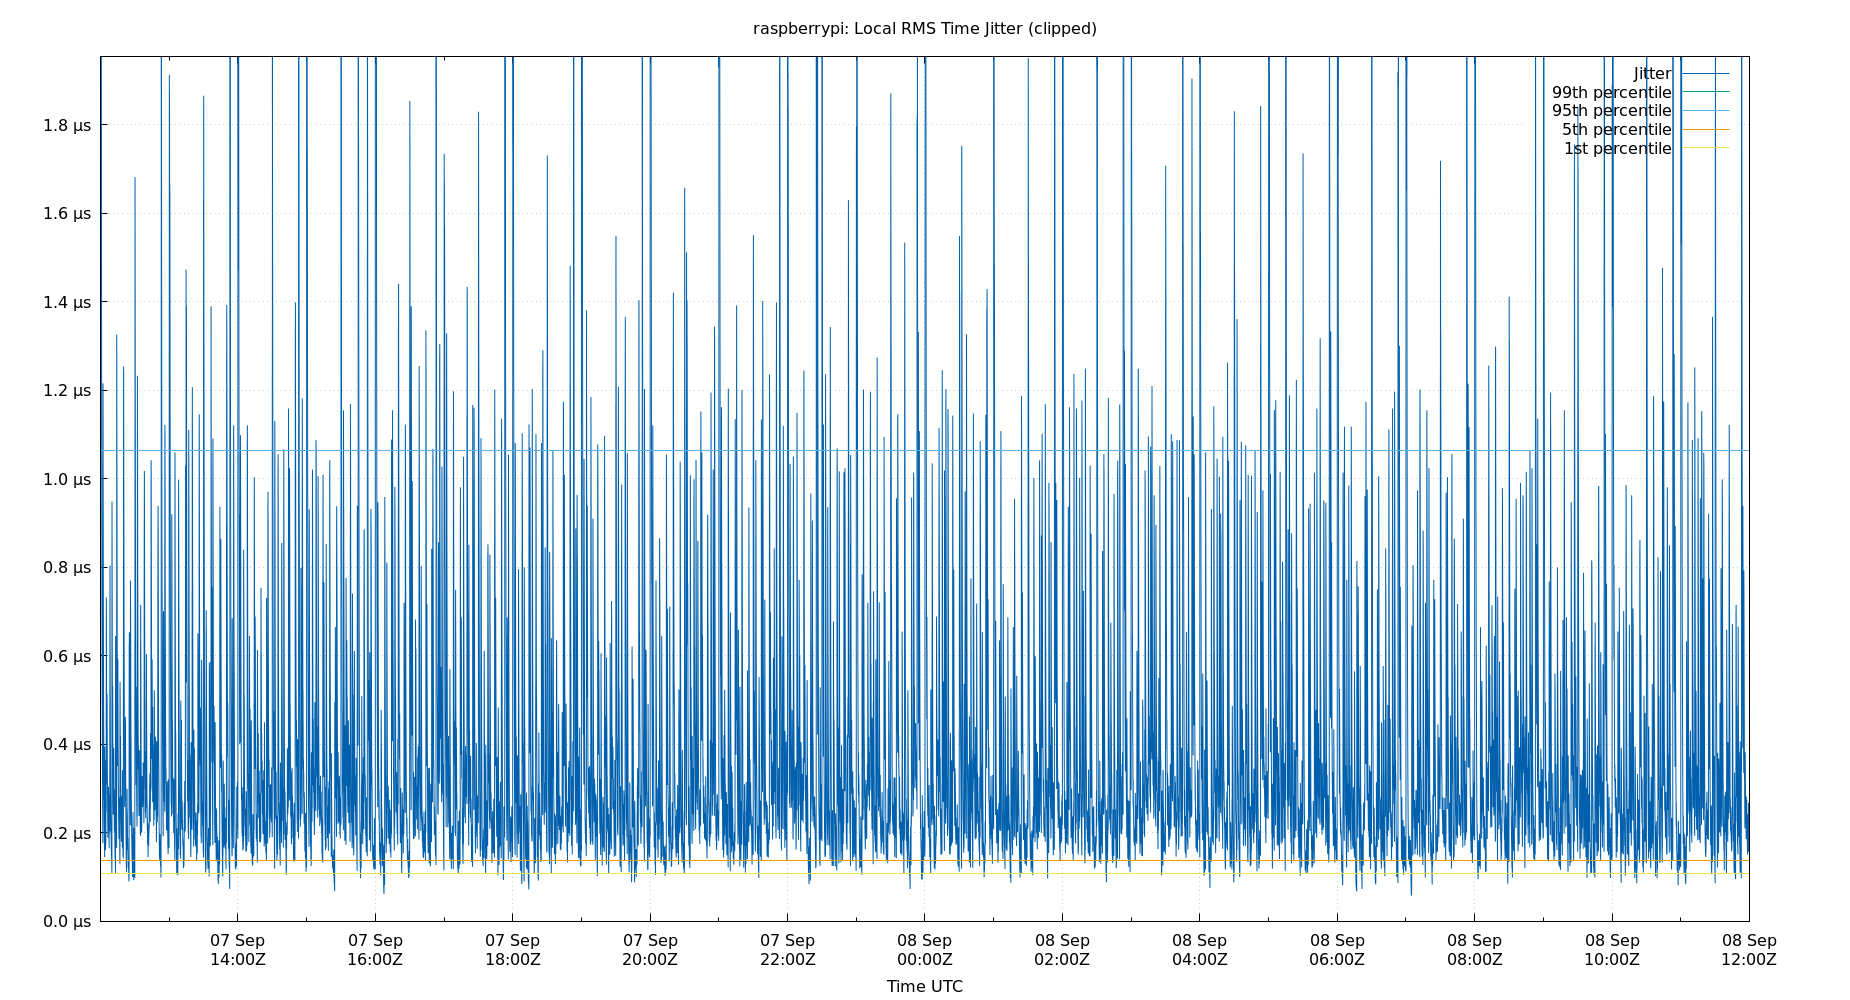 raspberrypi: Local RMS Time Jitter (clipped)
Jitter
99th percentile
95th percentile
5th percentile
1st percentile
1.8 µs
1.6 µs
1.4 µs
1.2 µs
1.0 µs
0.8 µs
0.6 µs
0.4 µs
0.2 µs
0.0 µs
07 Sep 07 Sep 07 Sep 07 Sep 07 Sep 08 Sep 08 Sep 08 Sep 08 Sep 08 Sep 08 Sep 08 Sep
14:00Z 16:00Z 18:00Z 20:00Z 22:00Z 00:00Z 02:00Z 04:00Z 06:00Z 08:00Z 10:00Z 12:00Z
Time UTC